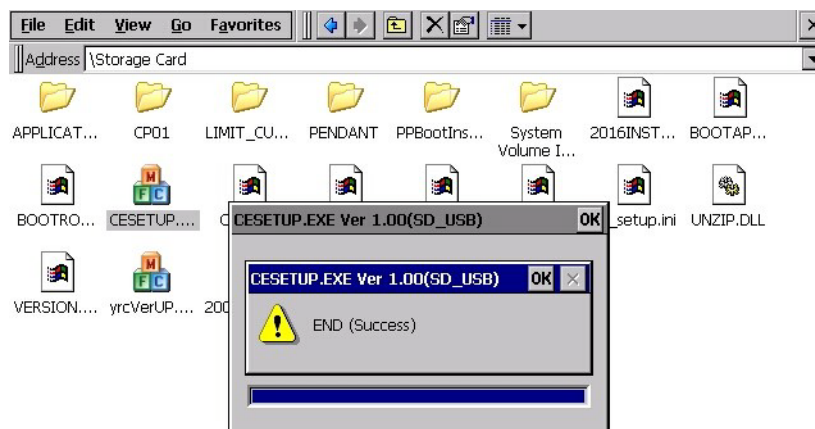 File Edit View Go Favorites
Address \Storage Card
APPLICAT... CP01 LIMIT_CU... PENDANT PPBootIns... System Volume I... 2016INST... BOOTAP...
BOOTRO... CESETUP.... _setup.ini UNZIP.DLL
CESETUP.EXE Ver 1.00(SD_USB) OK
CESETUP.EXE Ver 1.00(SD_USB) OK
END (Success)
VERSION.... yrcVerUP.... 200